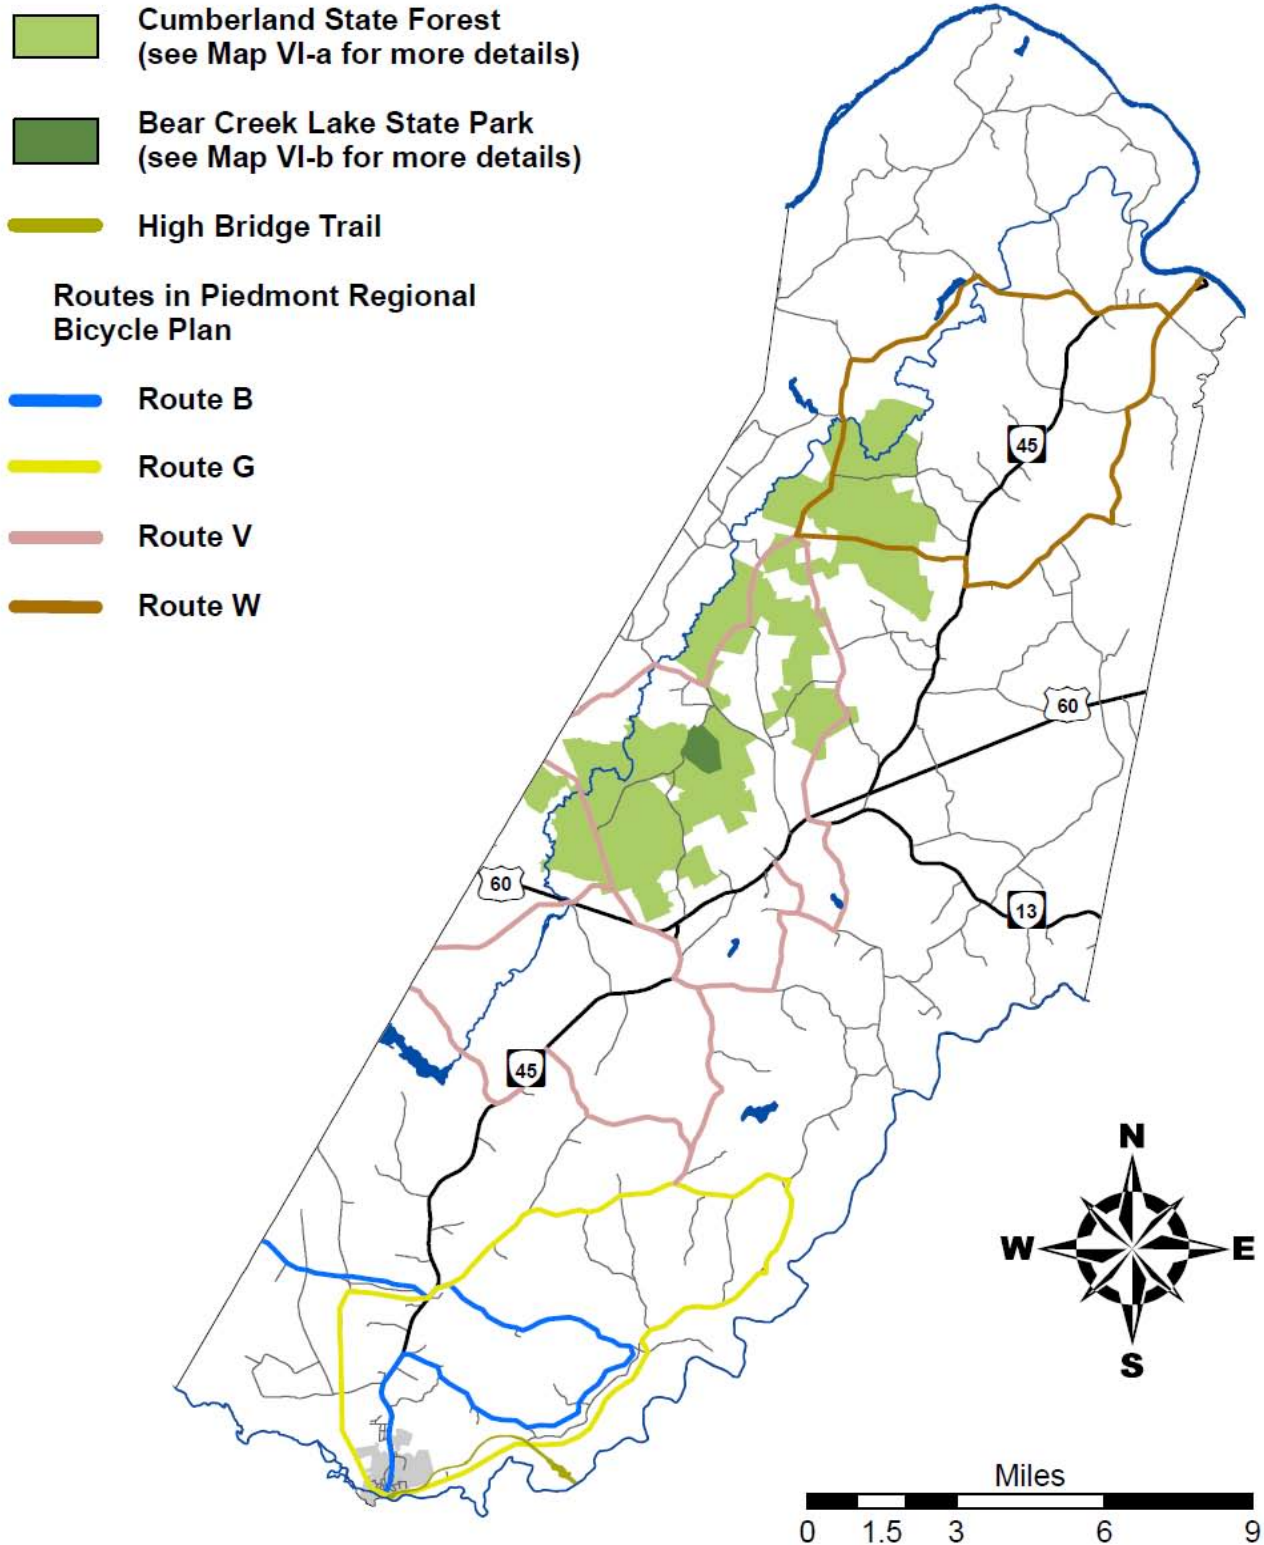 Cumberland State Forest
(see Map VI-a for more details)
Bear Creek Lake State Park
(see Map VI-b for more details)
High Bridge Trail
Routes in Piedmont Regional
Bicycle Plan
Route B
Route G
Route V
Route W
45
60
60
13
45
N
W
E
S
Miles
0 1.5 3 6 9